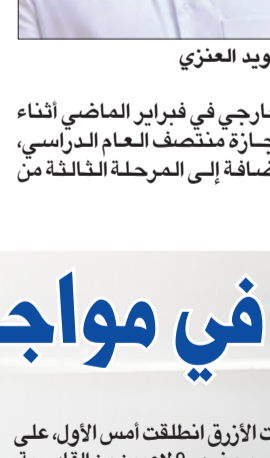 ويد العنزي
خارجي في فبراير الماضي أثناء
جازة منتصف العام الدراسي،
ضافة إلى المرحلة الثالثة من
في مواجـ
ت الأزرق انطلقت أمس الأول، على